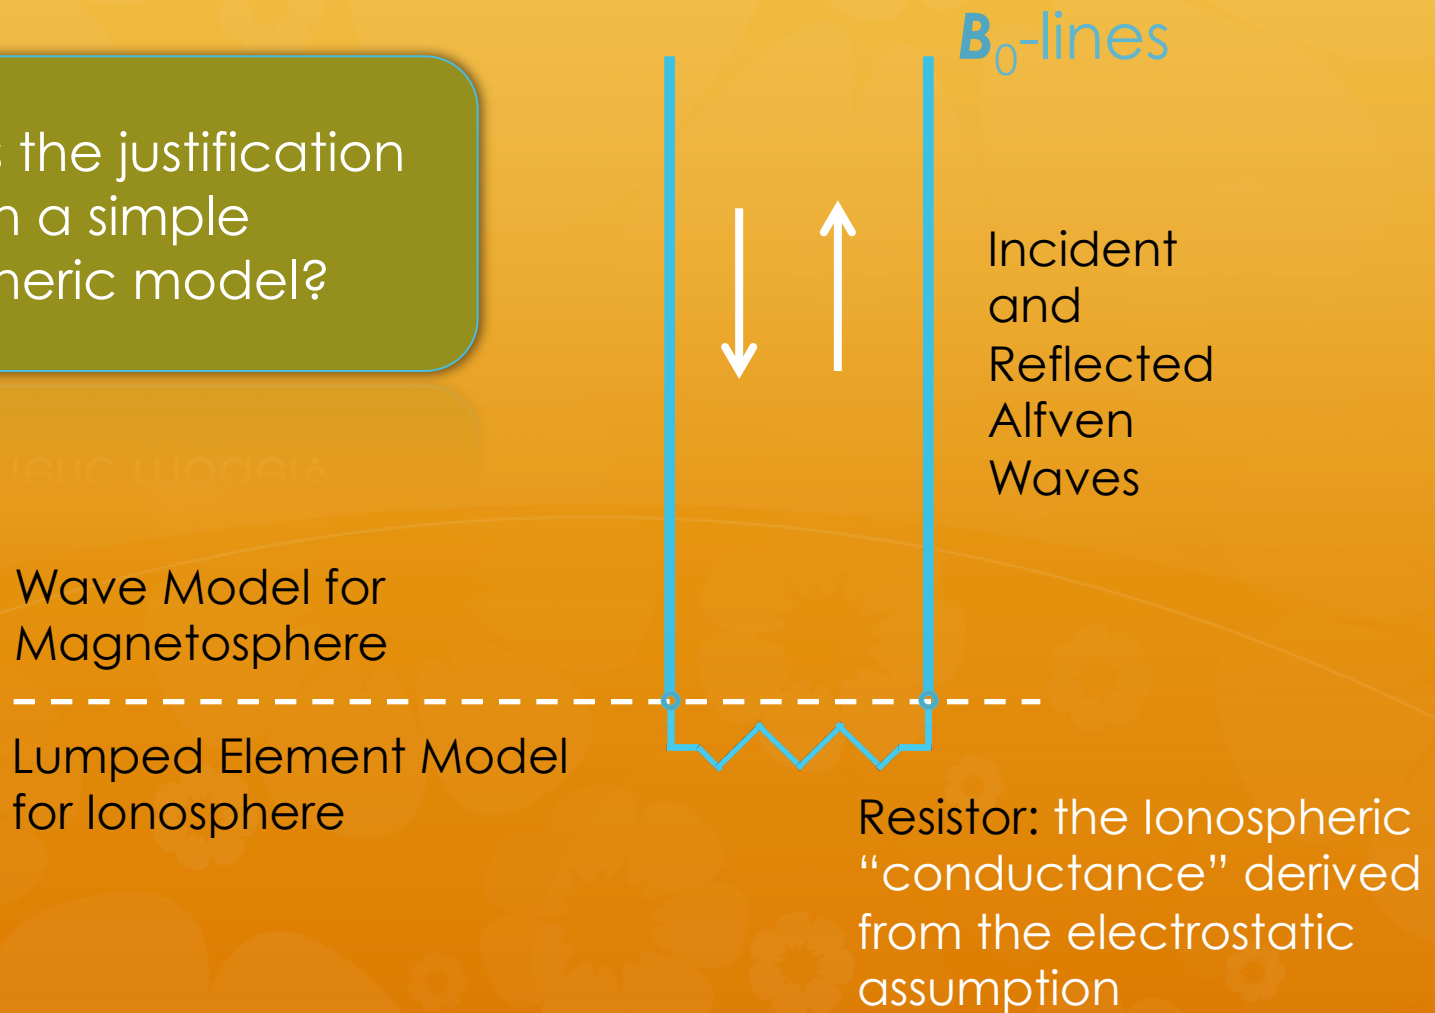 B₀-lines
the justification
a simple
model?
Incident
and
Reflected
Alfven
Waves
Wave Model for
Magnetosphere
Lumped Element Model
for Ionosphere
Resistor: the Ionospheric
“conductance” derived
from the electrostatic
assumption